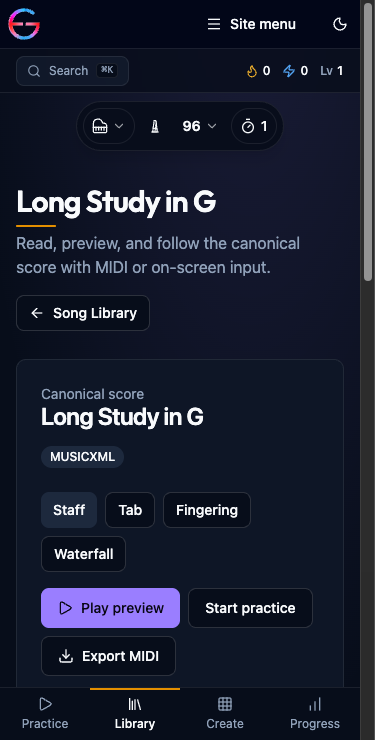 Site menu
Search ⌘K 0 0 Lv 1
96 1
Long Study in G
Read, preview, and follow the canonical
score with MIDI or on-screen input.
Song Library
Canonical score
Long Study in G
MUSICXML
Staff Tab Fingering
Waterfall
Play preview Start practice
Export MIDI
Practice Library Create Progress